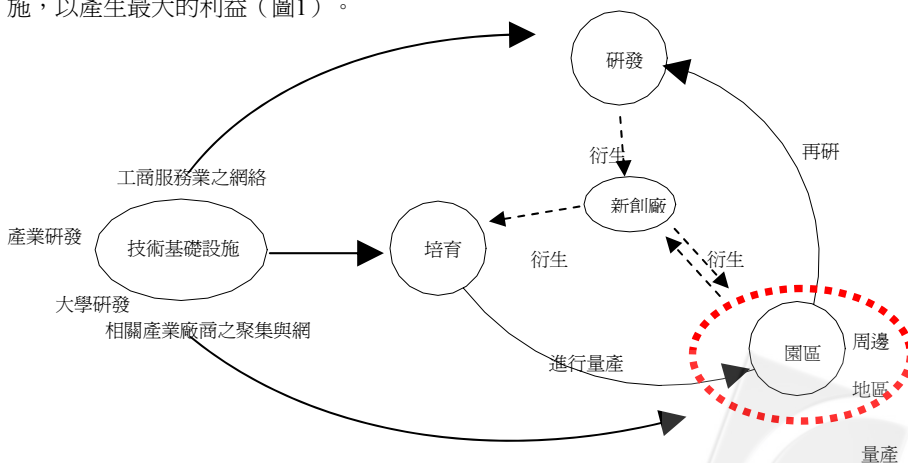 施，以產生最大的利益（圖1）。
研發
再研
衍生
工商服務業之網絡
新創廠
產業研發
技術基礎設施
培育
衍生
衍生
大學研發
相關產業廠商之聚集與網
園區
周邊
進行量產
地區
量產